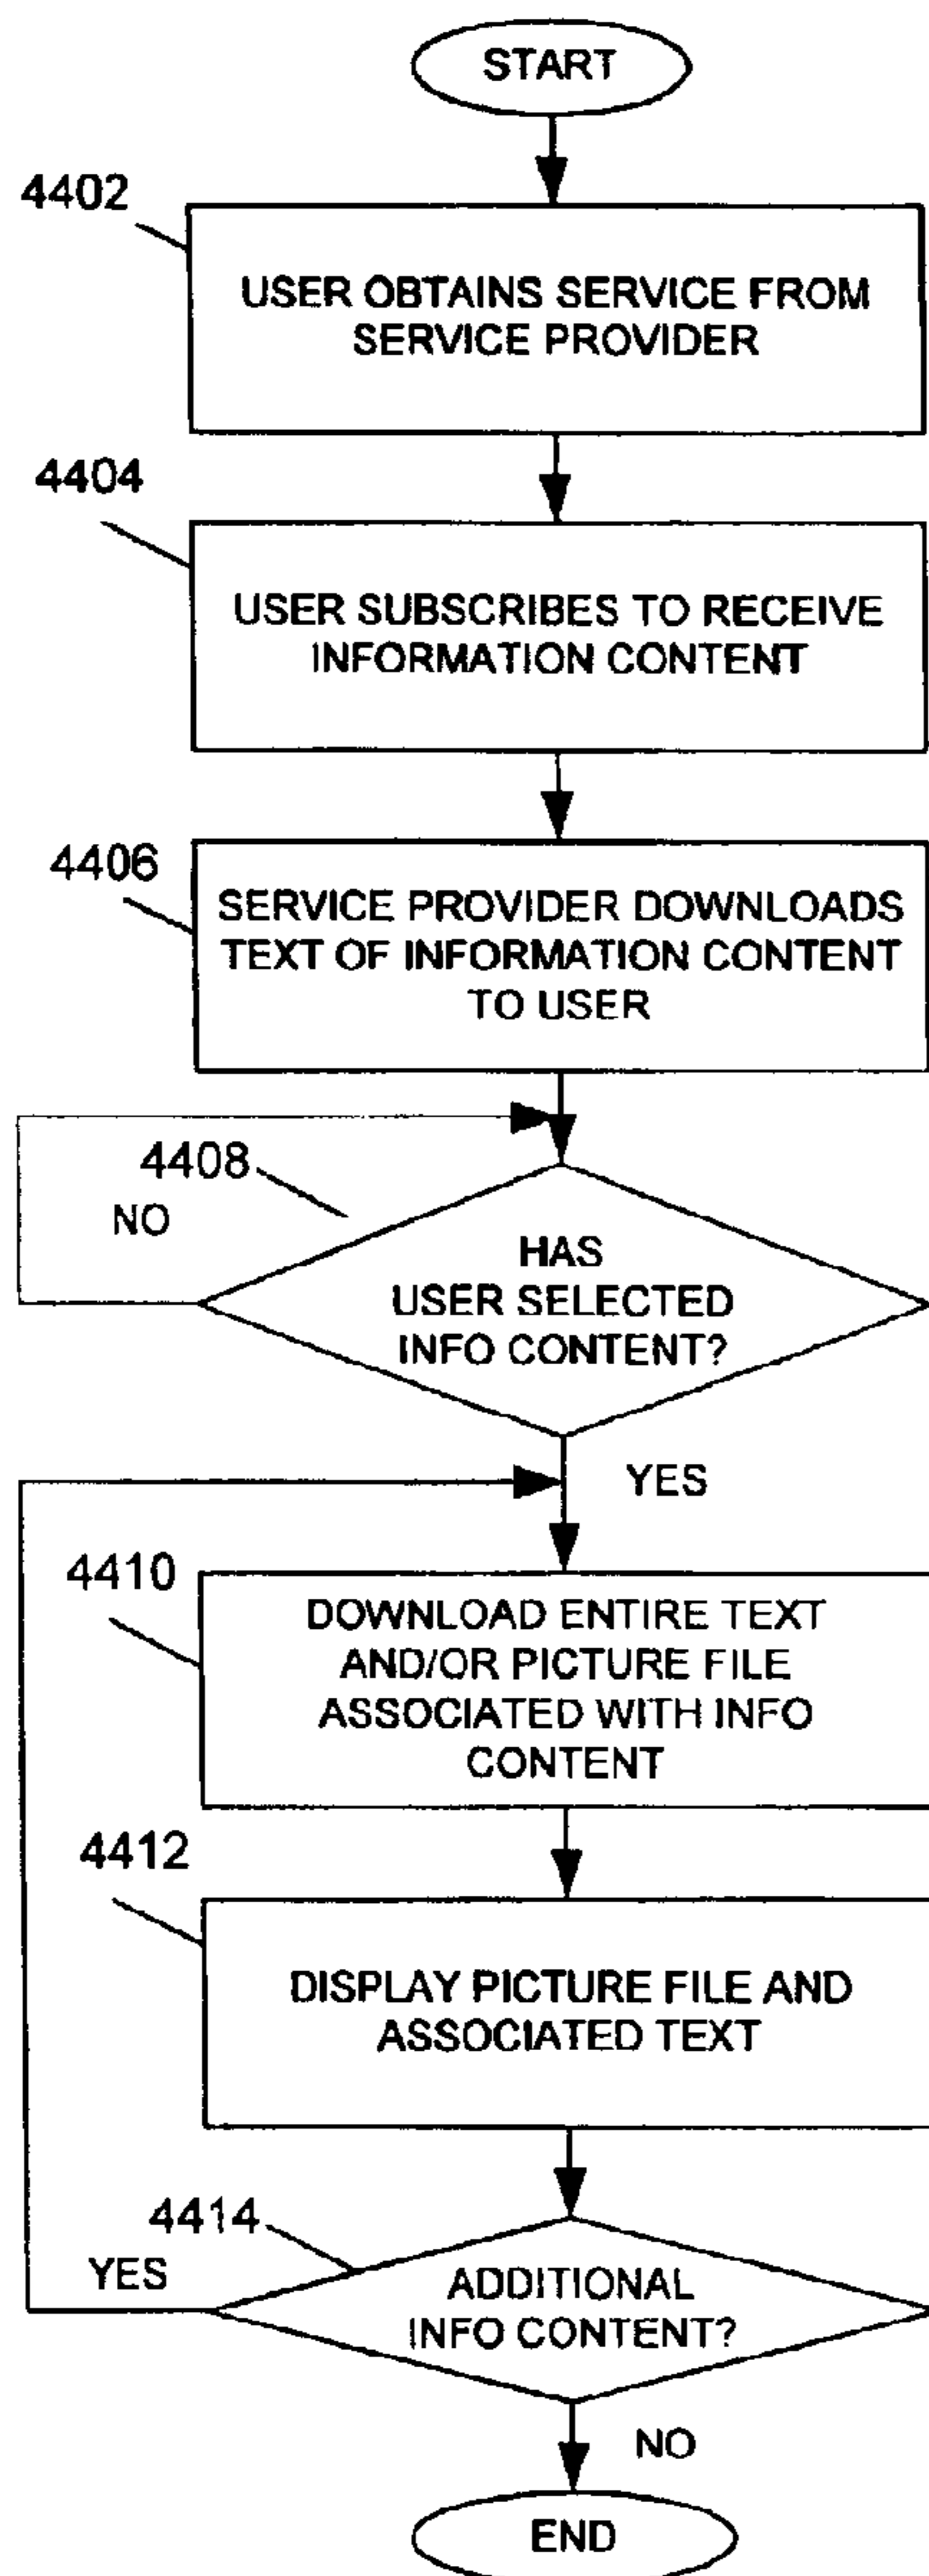 START
4402
USER OBTAINS SERVICE FROM
SERVICE PROVIDER
4404
USER SUBSCRIBES TO RECEIVE
INFORMATION CONTENT
4406
SERVICE PROVIDER DOWNLOADS
TEXT OF INFORMATION CONTENT
TO USER
4408
NO
HAS
USER SELECTED
INFO CONTENT?
YES
4410
DOWNLOAD ENTIRE TEXT
AND/OR PICTURE FILE
ASSOCIATED WITH INFO
CONTENT
4412
DISPLAY PICTURE FILE AND
ASSOCIATED TEXT
4414
YES
ADDITIONAL
INFO CONTENT?
NO
END